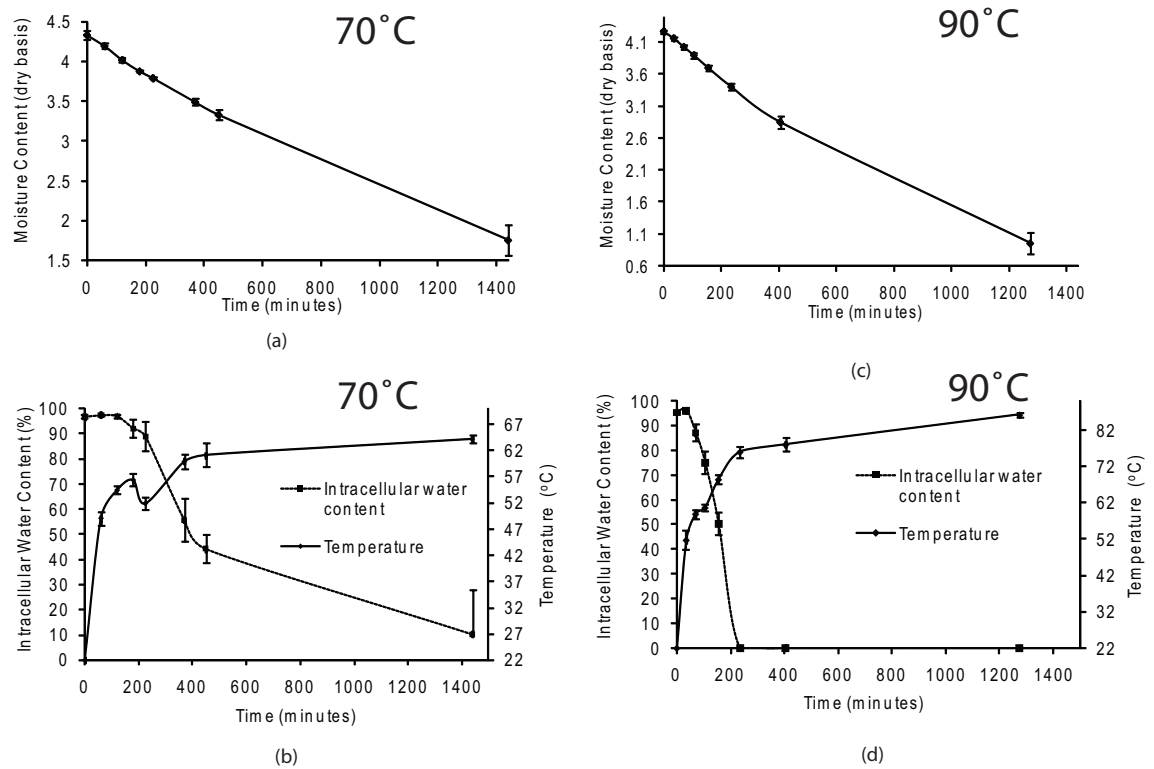 70˚C
Moisture Content (dry basis)
4.5
4
3.5
3
2.5
2
1.5
0 200 400 600 800 1000 1200 1400
Time (minutes)
(a)
90˚C
Moisture Content (dry basis)
4.1
3.6
3.1
2.6
2.1
1.6
1.1
0.6
0 200 400 600 800 1000 1200 1400
Time (minutes)
(c)
70˚C
Intracellular Water Content (%)
100
90
80
70
60
50
40
30
20
10
0
Intracellular water
content
Temperature
67
62
57
52
47
42
37
32
27
22
Temperature (ºC)
0 200 400 600 800 1000 1200 1400
Time (minutes)
(b)
90˚C
Intracellular Water Content (%)
100
90
80
70
60
50
40
30
20
10
0
Intracellular water
content
Temperature
82
72
62
52
42
32
22
Temperature (ºC)
0 200 400 600 800 1000 1200 1400
Time (minutes)
(d)